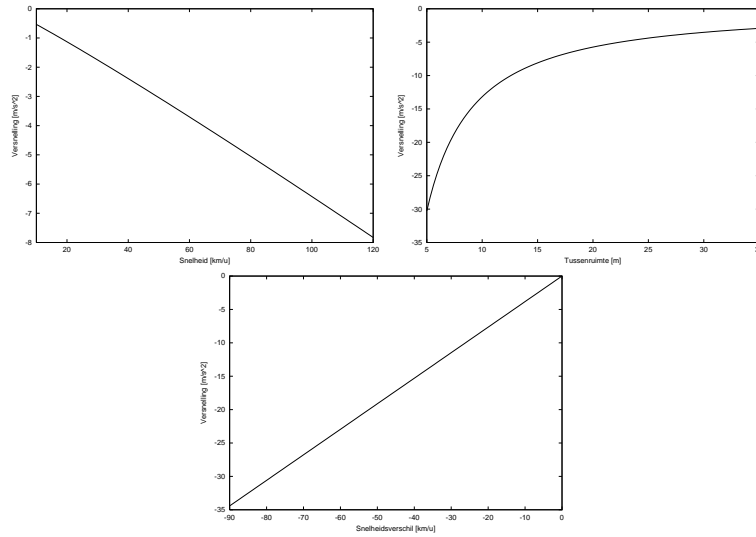 0
-1
-2
-3
-4
-5
-6
-7
-8
20 40 60 80 100 120
Versnelling [m/s^2]
Snelheid [km/u]
0
-5
-10
-15
-20
-25
-30
-35
5 10 15 20 25 30 35
Versnelling [m/s^2]
Tussenruimte [m]
0
-5
-10
-15
-20
-25
-30
-35
-90 -80 -70 -60 -50 -40 -30 -20 -10 0
Versnelling [m/s^2]
Snelheidsverschil [km/u]